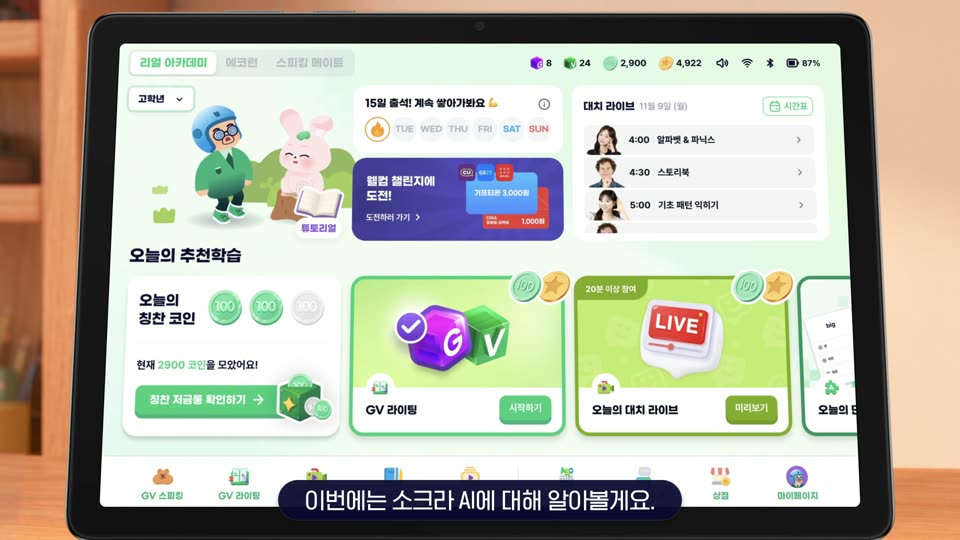 리얼 아카데미
에코런
스피킹 메이트
8
24
2,900
4,922
87%
고학년
튜토리얼
15일 출석! 계속 쌓아가봐요
TUE WED THU FRI SAT SUN
웰컴 챌린지에
도전!
도전하러 가기 >
CU
GS25
기프티콘 3,000원
1,000원
대치 라이브 11월 9일 (월)
시간표
4:00 알파벳 & 파닉스
4:30 스토리북
5:00 기초 패턴 익히기
오늘의 추천학습
오늘의
칭찬 코인
100
100
100
현재 2900 코인을 모았어요!
칭찬 저금통 확인하기 →
100
100
G V
GV 라이팅
시작하기
20분 이상 참여
100
LIVE
오늘의 대치 라이브
미리보기
big
오늘의 단
GV 스피킹
GV 라이팅
상점
마이페이지
이번에는 소크라 AI에 대해 알아볼게요.